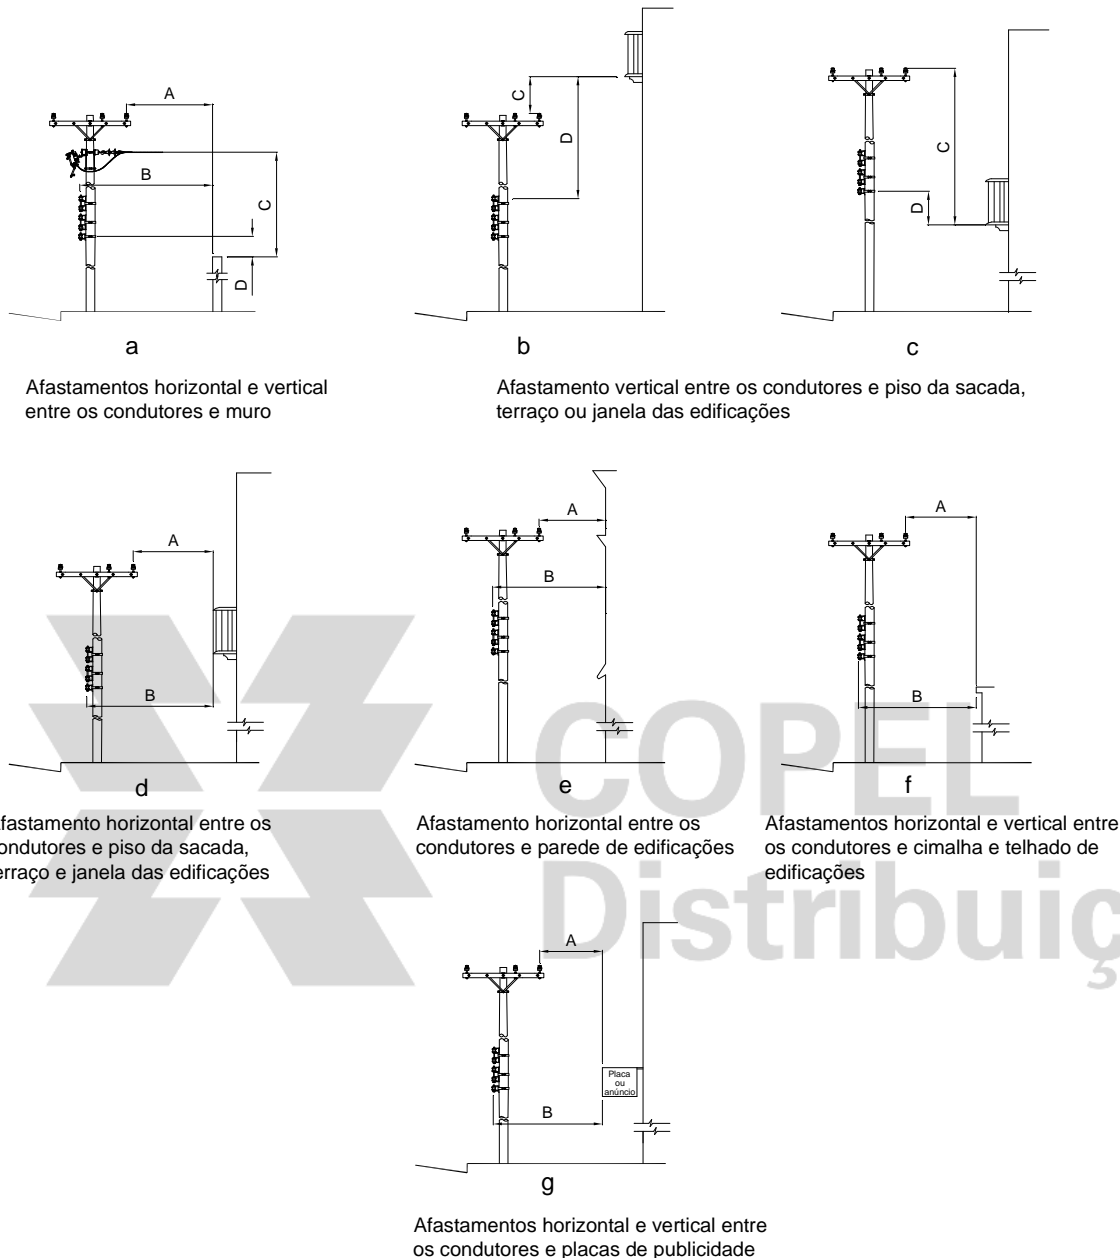 A
B
C
D
a
Afastamentos horizontal e vertical
entre os condutores e muro
C
D
b
C
D
c
Afastamento vertical entre os condutores e piso da sacada,
terraço ou janela das edificações
A
B
d
fastamento horizontal entre os
ondutores e piso da sacada,
erraço e janela das edificações
A
B
e
Afastamento horizontal entre os
condutores e parede de edificações
A
B
f
Afastamentos horizontal e vertical entre
os condutores e cimalha e telhado de
edificações
COPEL
Distribuiç
A
B
Placa
ou
anúncio
g
Afastamentos horizontal e vertical entre
os condutores e placas de publicidade